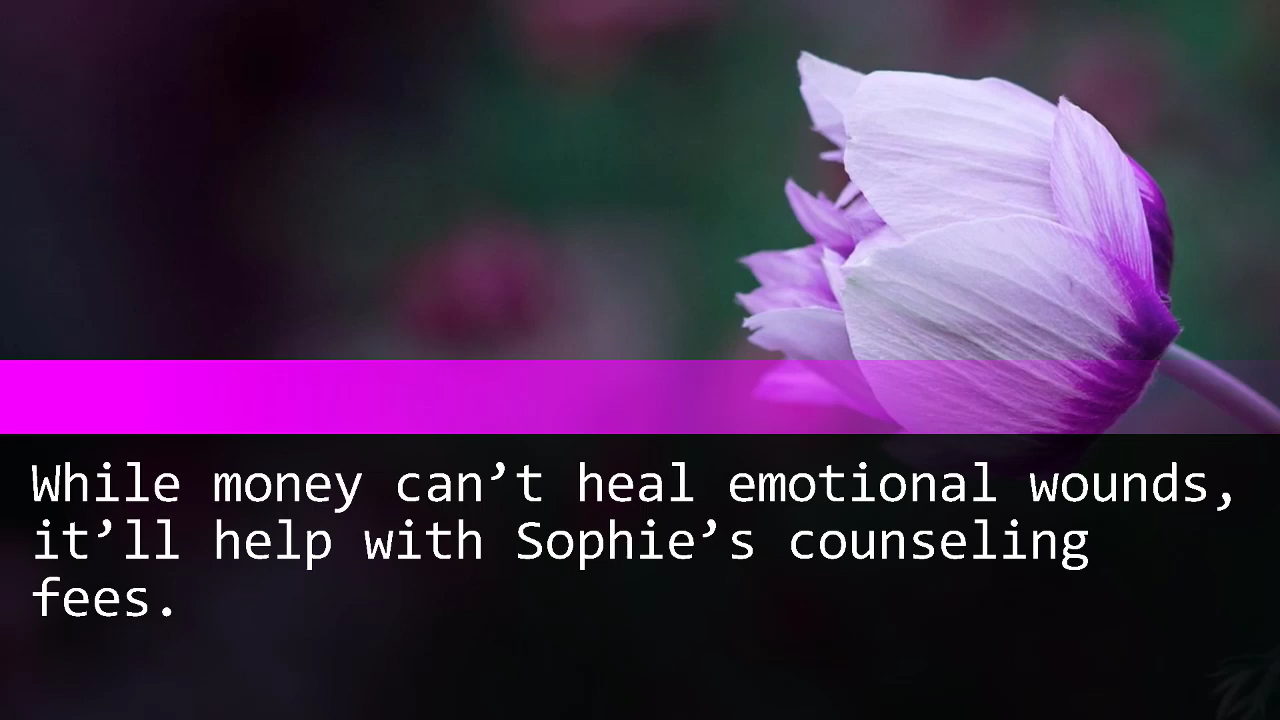 While money can’t heal emotional wounds,
it’ll help with Sophie’s counseling
fees.